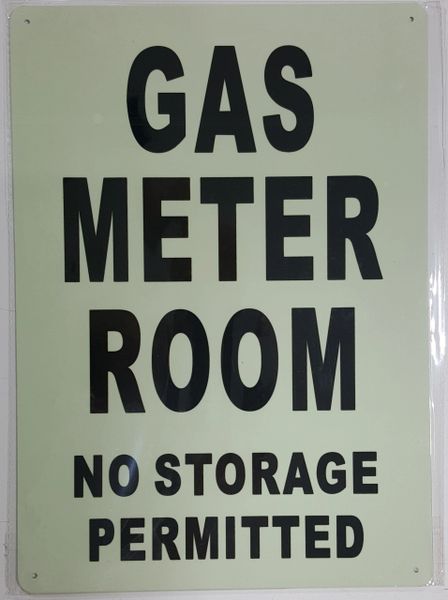 GAS
METER
ROOM
NO STORAGE
PERMITTED